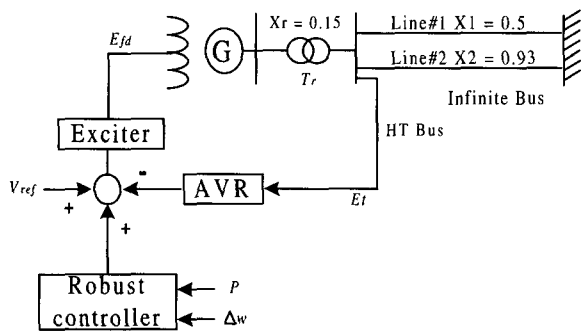 Xr = 0.15
Line#1 X1 = 0.5
E fd
G
Line#2 X2 = 0.93
Tr
Infinite Bus
Exciter
HT Bus
-
Vref
AVR
+
Et
+
Robust controller
P
Δw